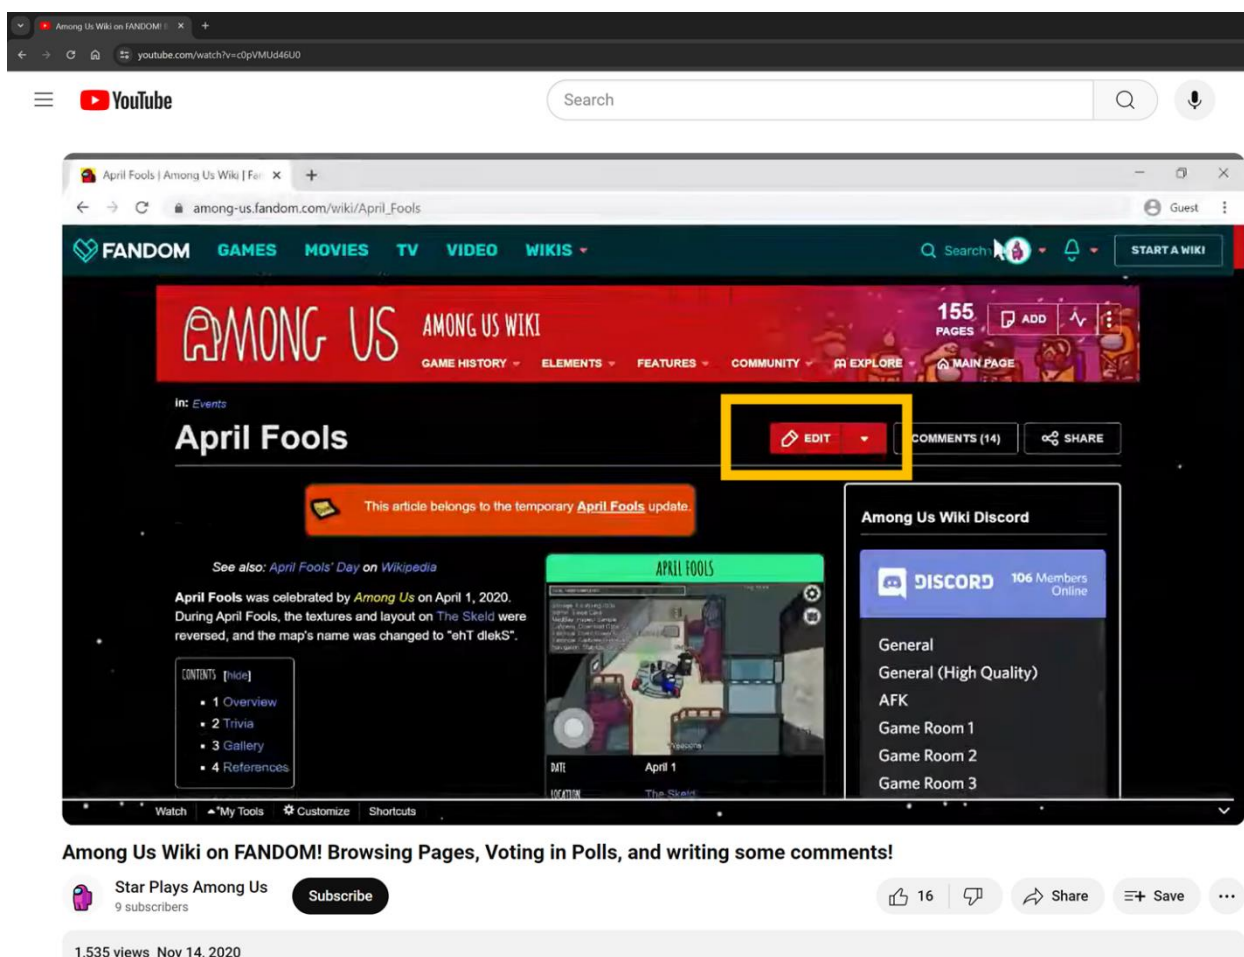 Among Us Wiki on FANDOM!
youtube.com/watch?v=c0pVMUd46U0
YouTube
Search
April Fools | Among Us Wiki | Fan
among-us.fandom.com/wiki/April_Fools
Guest
FANDOM GAMES MOVIES TV VIDEO WIKIS
Search
START A WIKI
AMONG US
AMONG US WIKI
155
PAGES
ADD
GAME HISTORY ELEMENTS FEATURES COMMUNITY EXPLORE MAIN PAGE
in: Events
April Fools
EDIT
COMMENTS (14)
SHARE
This article belongs to the temporary April Fools update.
See also: April Fools' Day on Wikipedia
April Fools was celebrated by Among Us on April 1, 2020.
During April Fools, the textures and layout on The Skeld were
reversed, and the map's name was changed to "ehT dlekS".
CONTENTS [hide]
1 Overview
2 Trivia
3 Gallery
4 References
APRIL FOOLS
DATE April 1
LOCATION The Skeld
Among Us Wiki Discord
DISCORD 106 Members
Online
General
General (High Quality)
AFK
Game Room 1
Game Room 2
Game Room 3
Watch My Tools Customize Shortcuts
Among Us Wiki on FANDOM! Browsing Pages, Voting in Polls, and writing some comments!
Star Plays Among Us
9 subscribers
Subscribe
16
Share
Save
1,535 views Nov 14, 2020